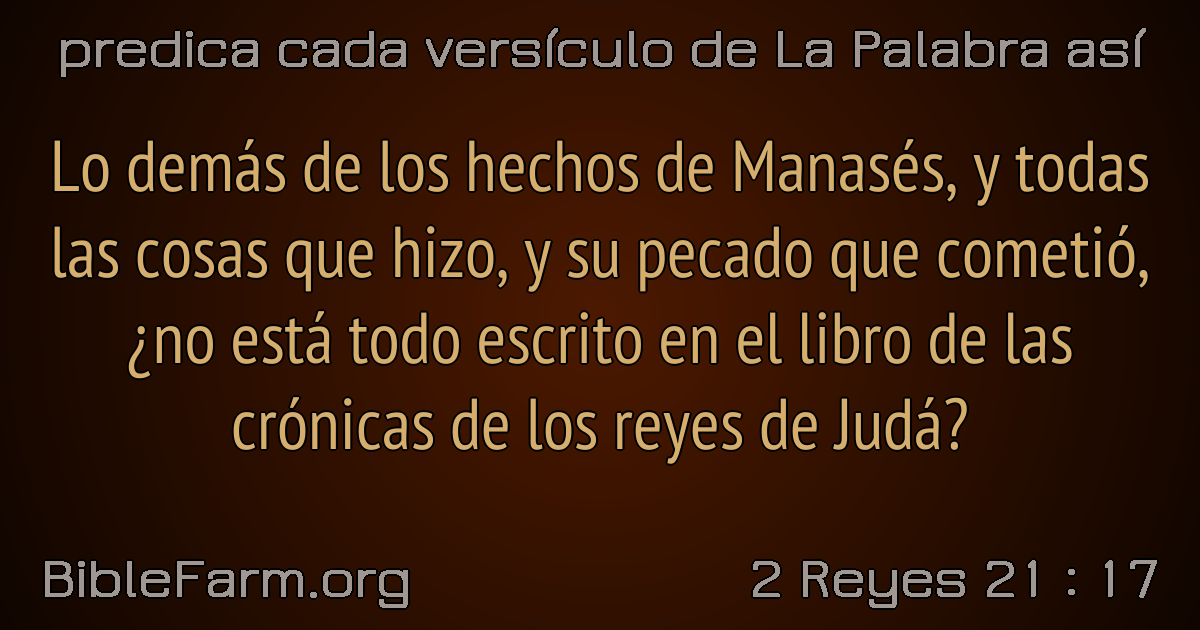 predica cada versículo de La Palabra así
Lo demás de los hechos de Manasés, y todas
las cosas que hizo, y su pecado que cometió,
¿no está todo escrito en el libro de las
crónicas de los reyes de Judá?
BibleFarm.org
2 Reyes 21 : 17